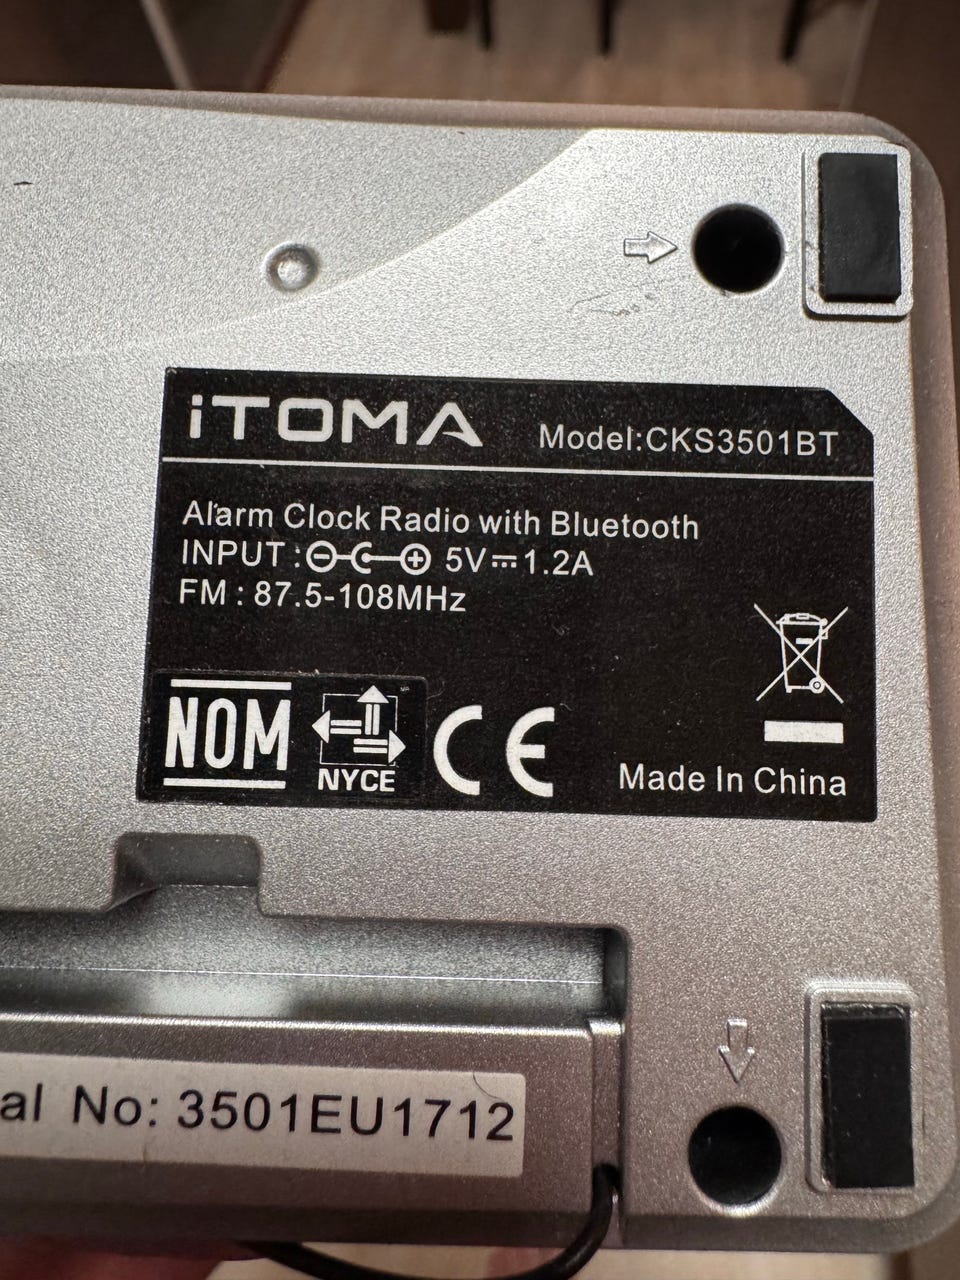 iTOMA
Model:CKS3501BT
Alarm Clock Radio with Bluetooth
INPUT : 5V⎓1.2A
FM : 87.5-108MHz
NOM
NYCE
CE
Made In China
al No: 3501EU1712